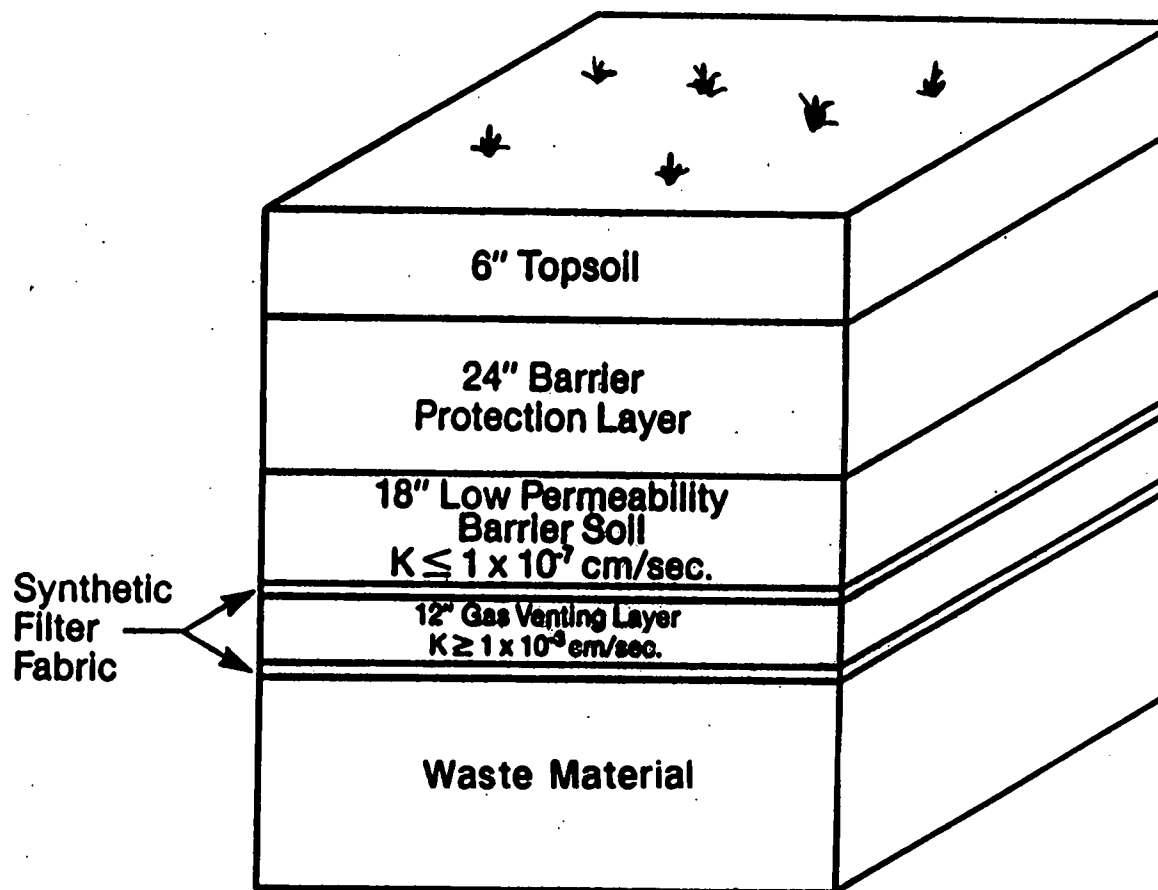 6" Topsoil
24" Barrier
Protection Layer
18" Low Permeability
Barrier Soil
K ≤ 1 x 10⁻⁷ cm/sec.
Synthetic
Filter
Fabric
12" Gas Venting Layer
K ≥ 1 x 10⁻³ cm/sec.
Waste Material